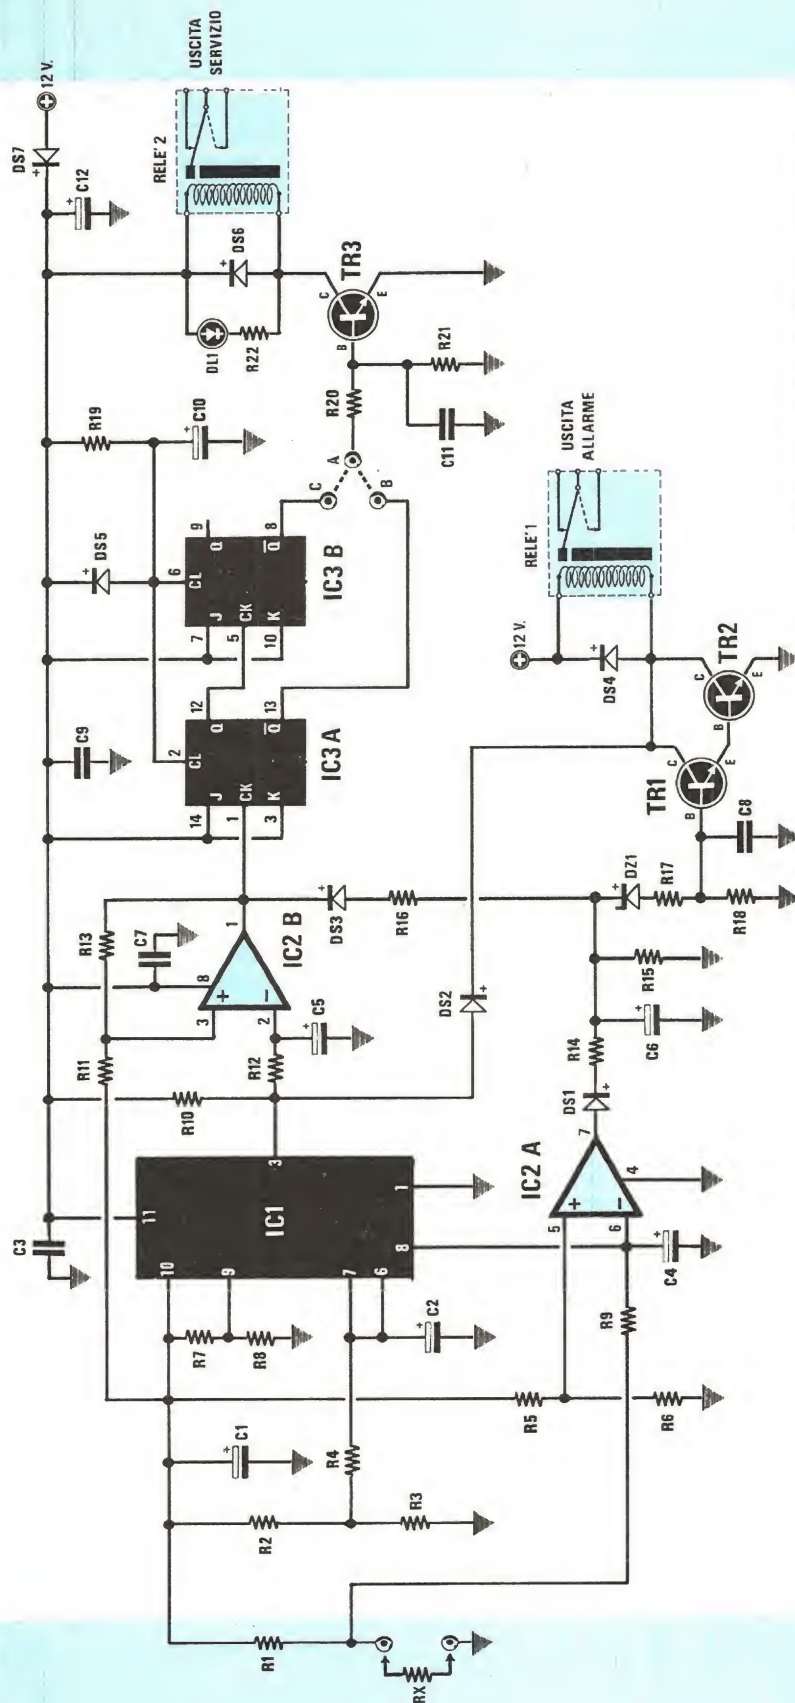 12 V.
DS7
C12
USCITA
SERVIZIO
RELE' 2
DS6
DL1
R22
C
TR3
B
E
R20
R21
C11
R19
C10
A
C
B
DS5
6
CL
9
Q
8
Q
IC3 B
J
CK
K
7
5
10
C9
2
CL
12
Q
13
Q
IC3 A
J
CK
K
14
1
3
R13
C7
8
3
2
1
+
-
IC2 B
DS3
R16
C5
R11
R10
R12
DS2
12 V.
RELE' 1
USCITA
ALLARME
DS4
C
TR2
B
E
C
TR1
B
E
DZ1
R17
C8
R18
R15
C6
R14
DS1
C3
11
IC1
3
1
10
9
7
6
8
R7
R8
C2
IC2 A
7
4
5
6
+
-
C4
R9
R5
R6
C1
R4
R2
R3
R1
RX